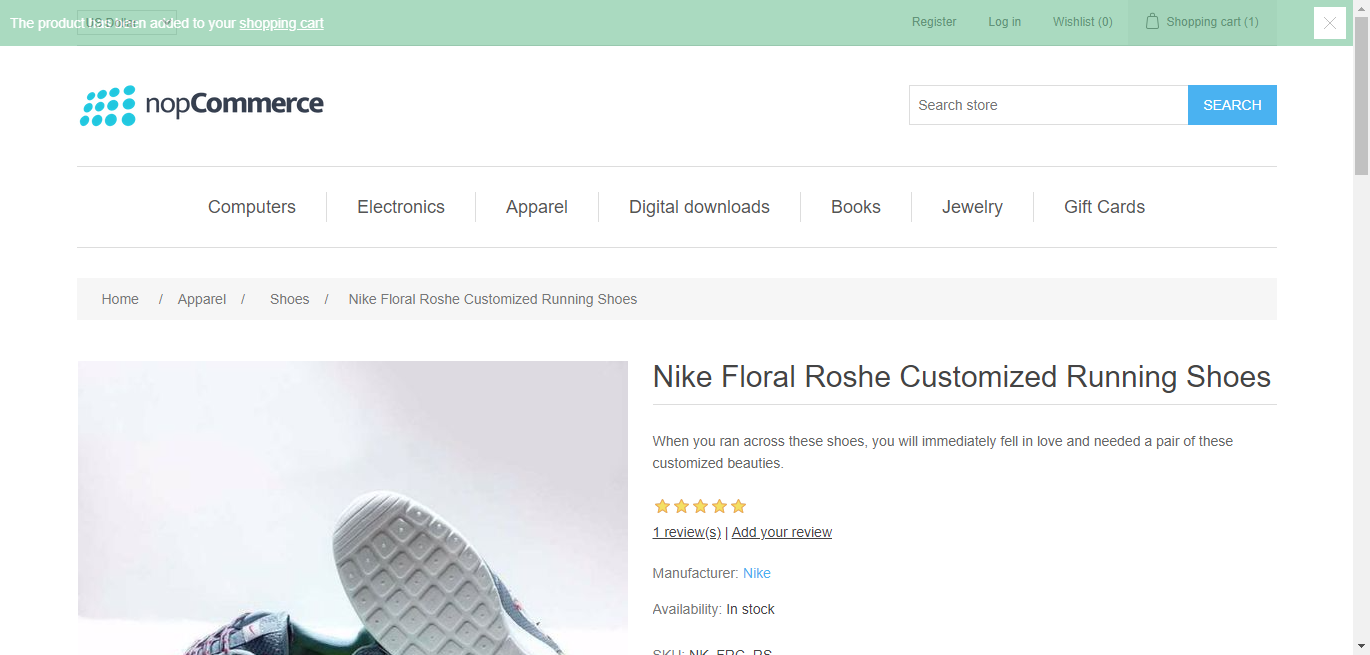 The product has been added to your shopping cart
Register
Log in
Wishlist (0)
Shopping cart (1)
nopCommerce
Search store
SEARCH
Computers
Electronics
Apparel
Digital downloads
Books
Jewelry
Gift Cards
Home / Apparel / Shoes / Nike Floral Roshe Customized Running Shoes
Nike Floral Roshe Customized Running Shoes
When you ran across these shoes, you will immediately fell in love and needed a pair of these
customized beauties.
1 review(s) | Add your review
Manufacturer: Nike
Availability: In stock
SKU: